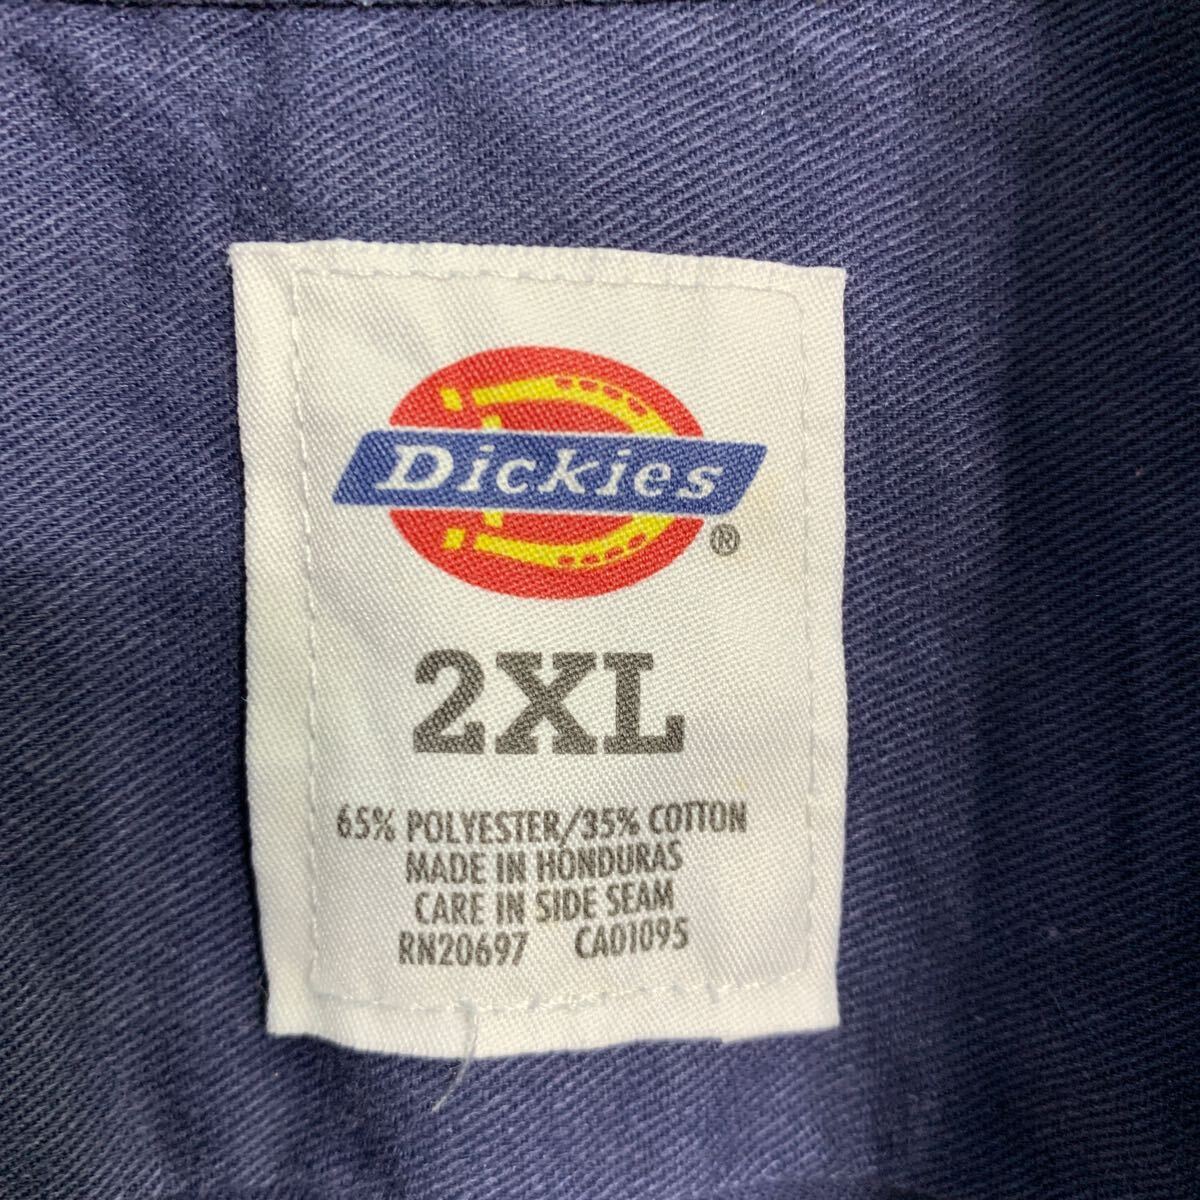 Dickies
®
2XL
65% POLYESTER/35% COTTON
MADE IN HONDURAS
CARE IN SIDE SEAM
RN20697 CA01095